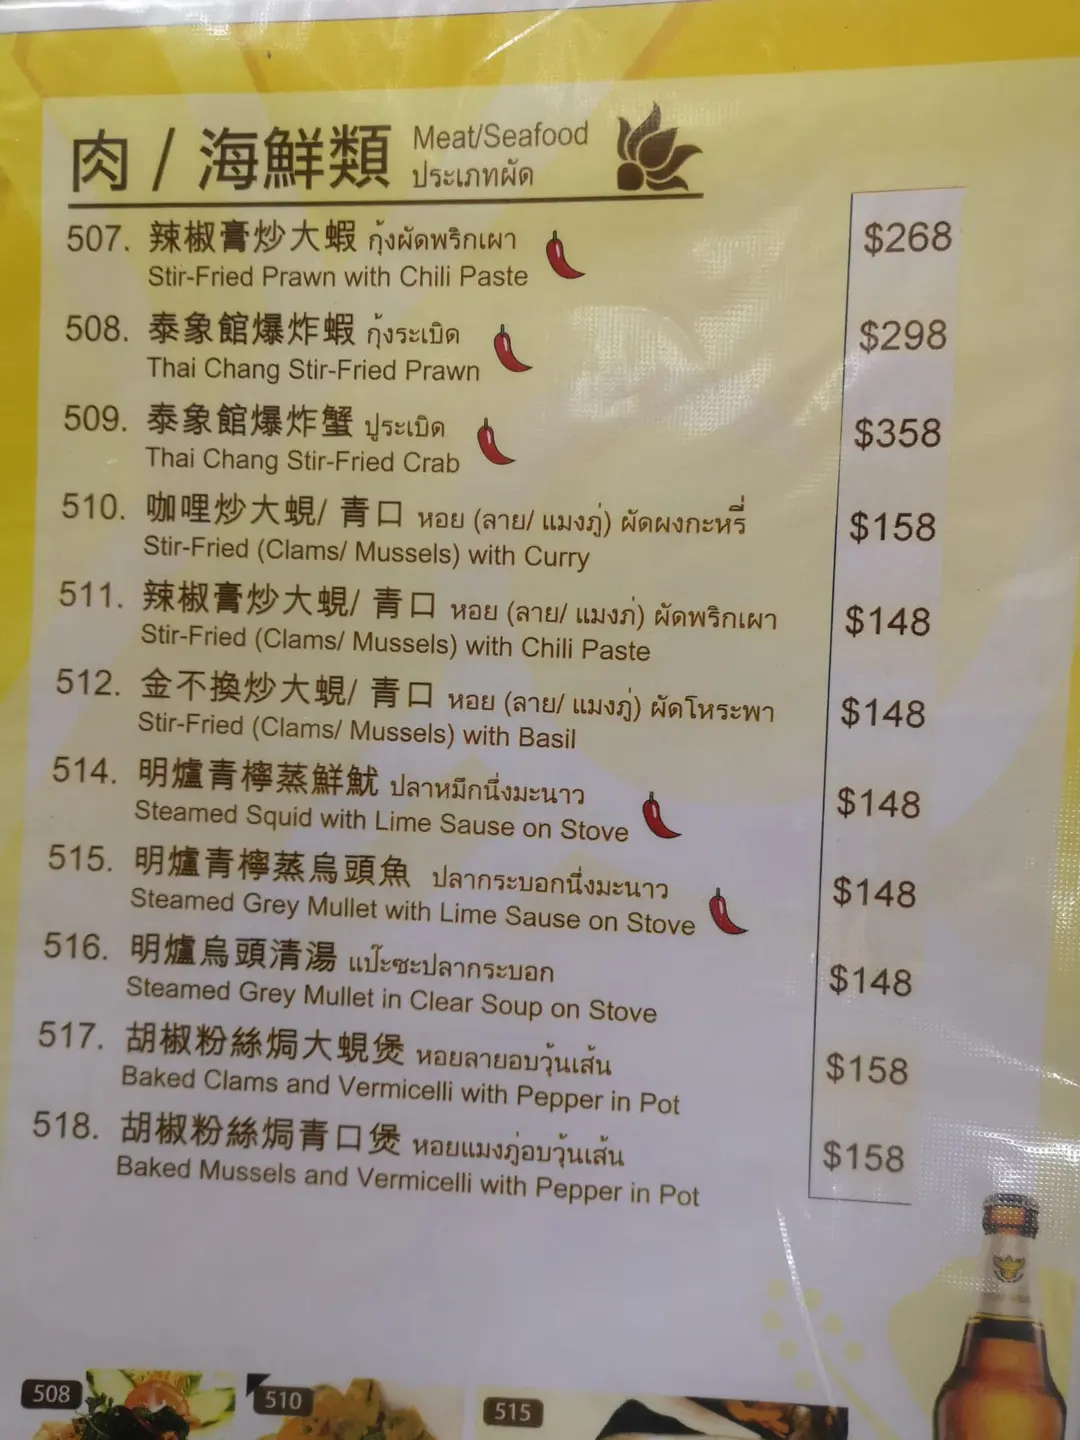 肉 / 海鮮類 Meat/Seafood
ประเภทผัด
507. 辣椒膏炒大蝦 กุ้งผัดพริกเผา $268
Stir-Fried Prawn with Chili Paste
508. 泰象館爆炸蝦 กุ้งระเบิด $298
Thai Chang Stir-Fried Prawn
509. 泰象館爆炸蟹 ปูระเบิด $358
Thai Chang Stir-Fried Crab
510. 咖哩炒大蜆/ 青口 หอย (ลาย/ แมงภู่) ผัดผงกะหรี่ $158
Stir-Fried (Clams/ Mussels) with Curry
511. 辣椒膏炒大蜆/ 青口 หอย (ลาย/ แมงภ่) ผัดพริกเผา $148
Stir-Fried (Clams/ Mussels) with Chili Paste
512. 金不換炒大蜆/ 青口 หอย (ลาย/ แมงภู่) ผัดโหระพา $148
Stir-Fried (Clams/ Mussels) with Basil
514. 明爐青檸蒸鮮魷 ปลาหมึกนึ่งมะนาว $148
Steamed Squid with Lime Sause on Stove
515. 明爐青檸蒸烏頭魚 ปลากระบอกนึ่งมะนาว $148
Steamed Grey Mullet with Lime Sause on Stove
516. 明爐烏頭清湯 แป๊ะซะปลากระบอก $148
Steamed Grey Mullet in Clear Soup on Stove
517. 胡椒粉絲焗大蜆煲 หอยลายอบวุ้นเส้น $158
Baked Clams and Vermicelli with Pepper in Pot
518. 胡椒粉絲焗青口煲 หอยแมงภู่อบวุ้นเส้น $158
Baked Mussels and Vermicelli with Pepper in Pot
508
510
515